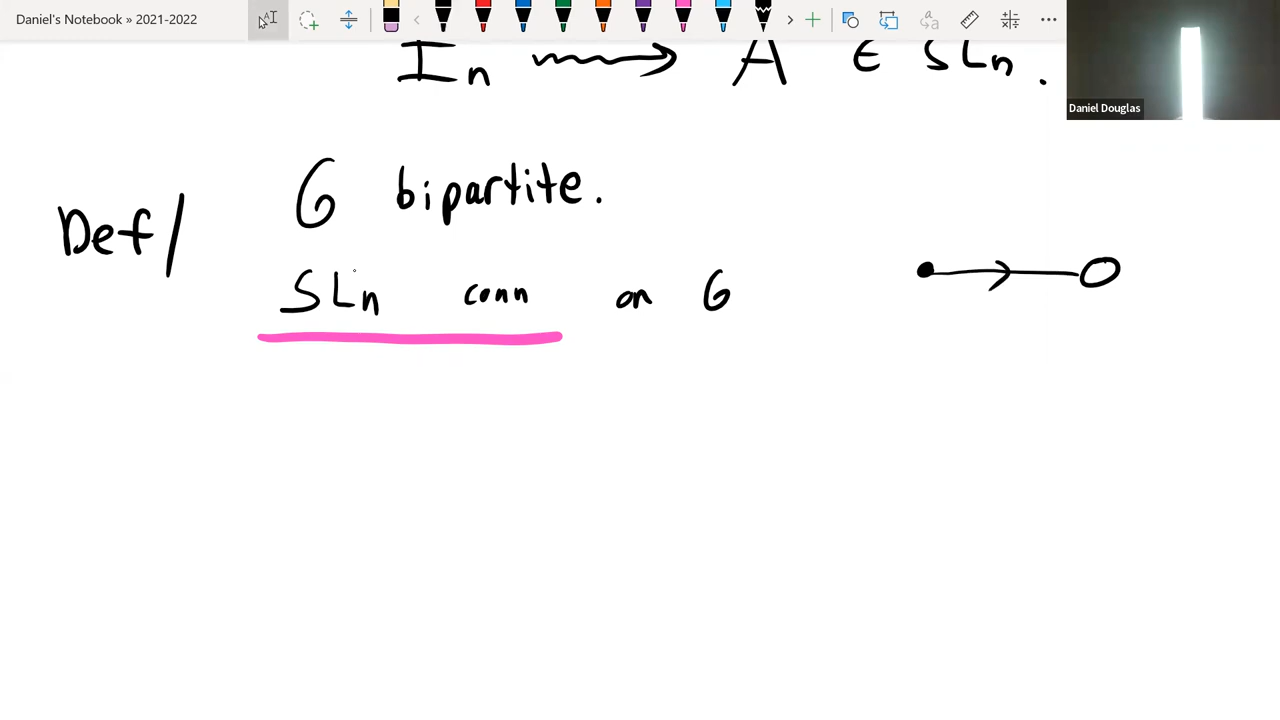 Daniel's Notebook » 2021-2022
Daniel Douglas
In ⟶ A ∈ SLn.
Def/ G bipartite.
SLn conn on G